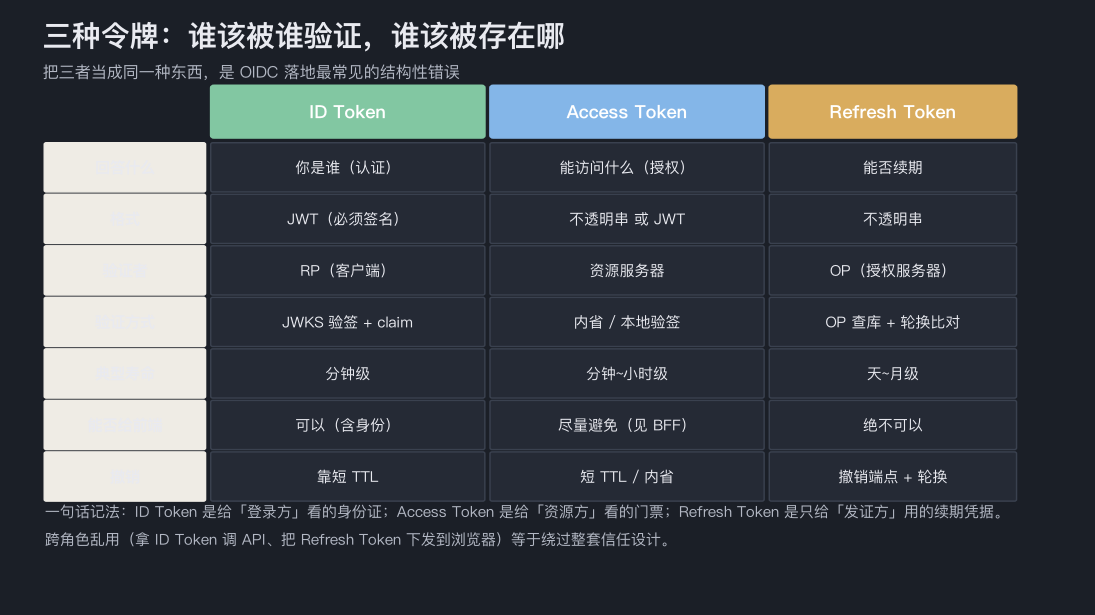 三种令牌：谁该被谁验证，谁该被存在哪
把三者当成同一种东西，是 OIDC 落地最常见的结构性错误
ID Token Access Token Refresh Token
你是谁（认证） 能访问什么（授权） 能否续期
JWT（必须签名） 不透明串 或 JWT 不透明串
RP（客户端） 资源服务器 OP（授权服务器）
JWKS 验签 + claim 内省 / 本地验签 OP 查库 + 轮换比对
分钟级 分钟~小时级 天~月级
可以（含身份） 尽量避免（见 BFF） 绝不可以
靠短 TTL 短 TTL / 内省 撤销端点 + 轮换
一句话记法：ID Token 是给「登录方」看的身份证；Access Token 是给「资源方」看的门票；Refresh Token 是只给「发证方」用的续期凭据。
跨角色乱用（拿 ID Token 调 API、把 Refresh Token 下发到浏览器）等于绕过整套信任设计。